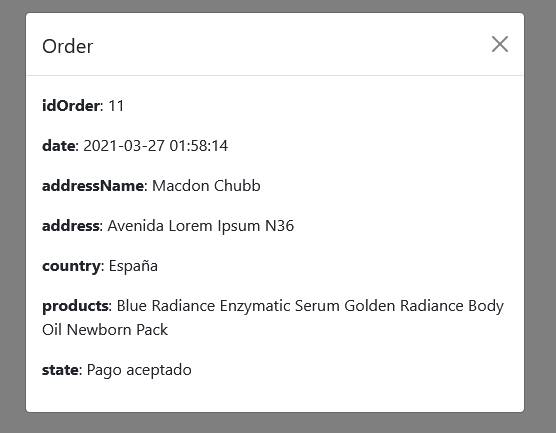 Order
idOrder: 11
date: 2021-03-27 01:58:14
addressName: Macdon Chubb
address: Avenida Lorem Ipsum N36
country: España
products: Blue Radiance Enzymatic Serum Golden Radiance Body
Oil Newborn Pack
state: Pago aceptado